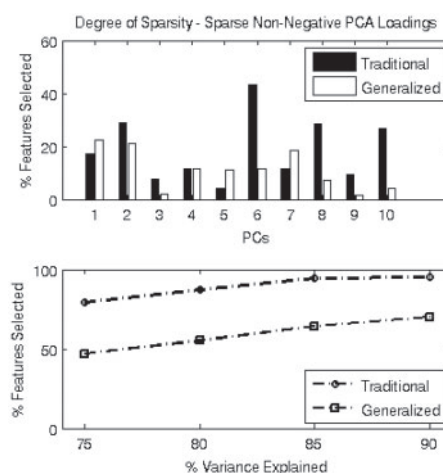 Degree of Sparsity - Sparse Non-Negative PCA Loadings
60
40
20
0
% Features Selected
Traditional
Generalized
1 2 3 4 5 6 7 8 9 10
PCs
100
50
0
% Features Selected
Traditional
Generalized
75 80 85 90
% Variance Explained